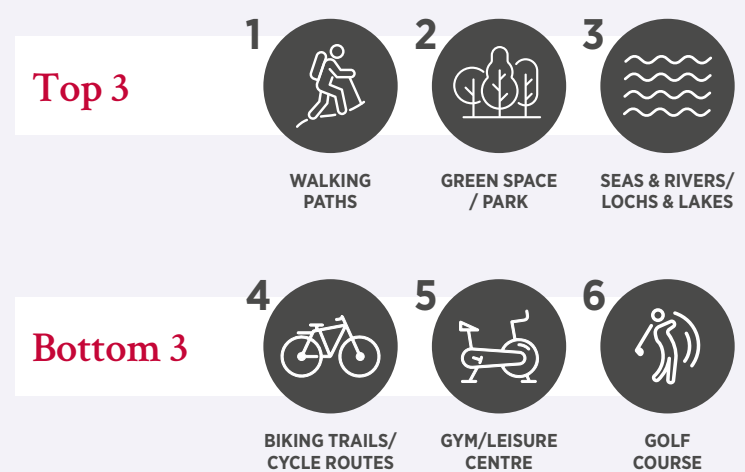 Top 3
1
WALKING
PATHS
2
GREEN SPACE
/ PARK
3
SEAS & RIVERS/
LOCHS & LAKES
Bottom 3
4
BIKING TRAILS/
CYCLE ROUTES
5
GYM/LEISURE
CENTRE
6
GOLF
COURSE